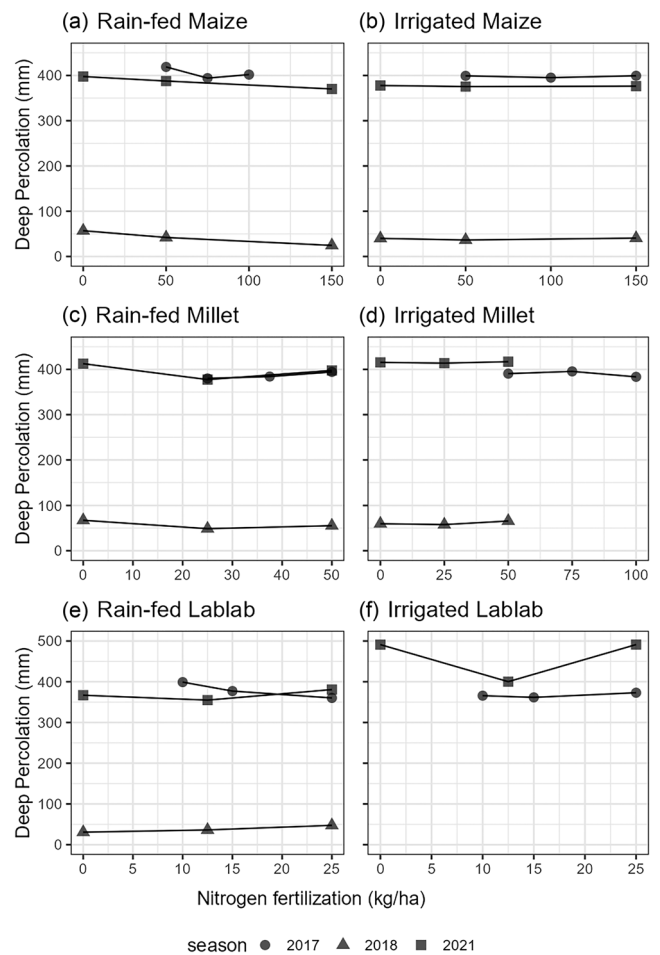 (a) Rain-fed Maize
(b) Irrigated Maize
Deep Percolation (mm)
400
300
200
100
0
0 50 100 150
0 50 100 150
(c) Rain-fed Millet
(d) Irrigated Millet
Deep Percolation (mm)
400
300
200
100
0
0 10 20 30 40 50
0 25 50 75 100
(e) Rain-fed Lablab
(f) Irrigated Lablab
Deep Percolation (mm)
500
400
300
200
100
0
0 5 10 15 20 25
0 5 10 15 20 25
Nitrogen fertilization (kg/ha)
season 2017 2018 2021